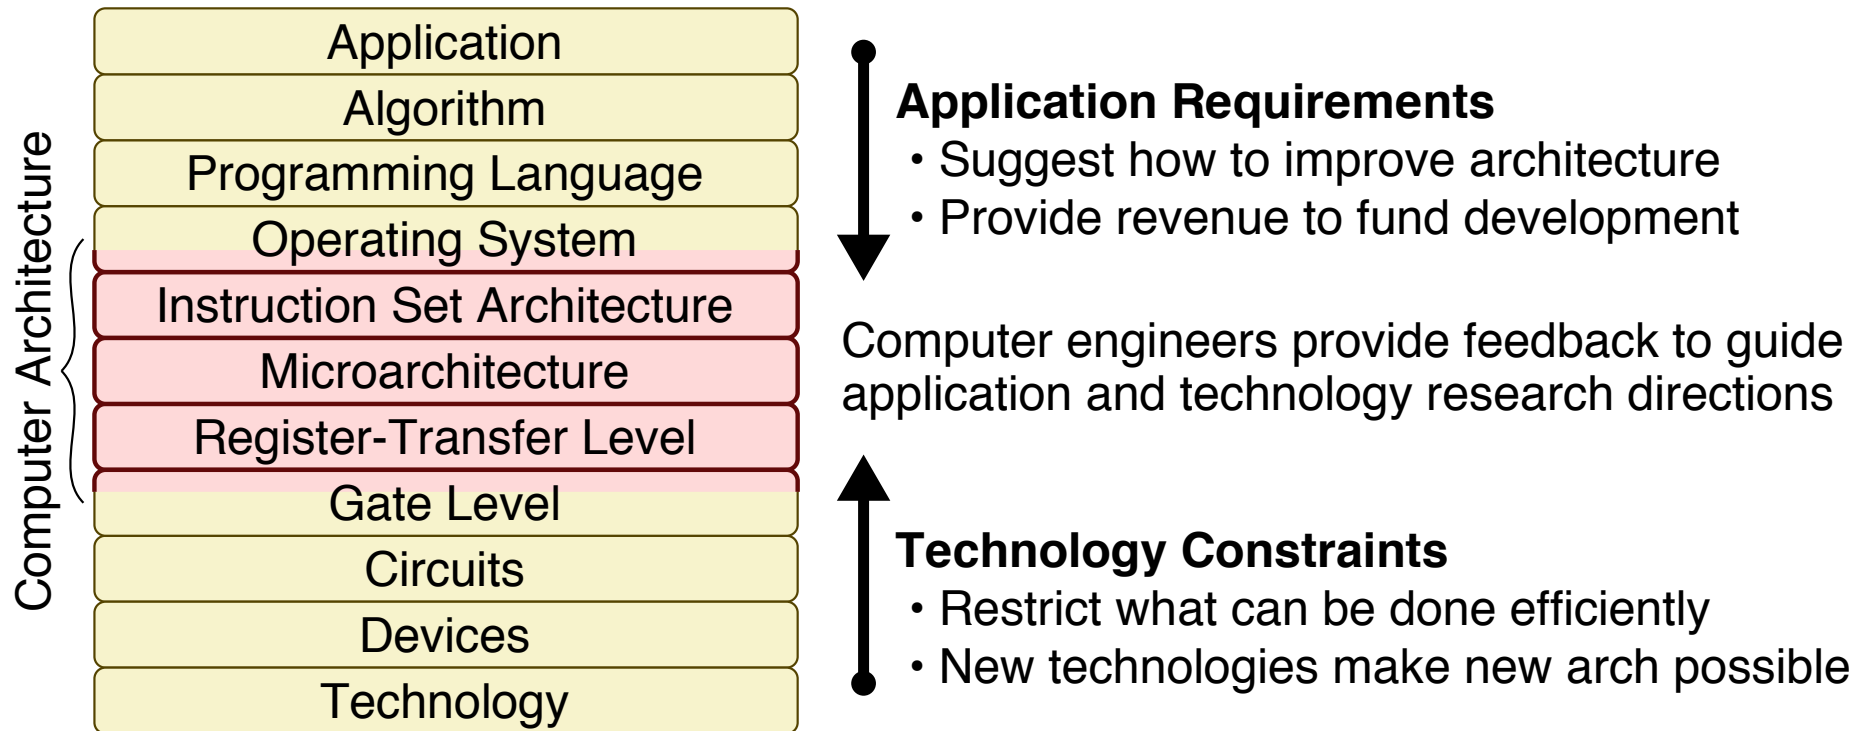 Computer Architecture
Application
Algorithm
Programming Language
Operating System
Instruction Set Architecture
Microarchitecture
Register-Transfer Level
Gate Level
Circuits
Devices
Technology
Application Requirements
• Suggest how to improve architecture
• Provide revenue to fund development
Computer engineers provide feedback to guide
application and technology research directions
Technology Constraints
• Restrict what can be done efficiently
• New technologies make new arch possible